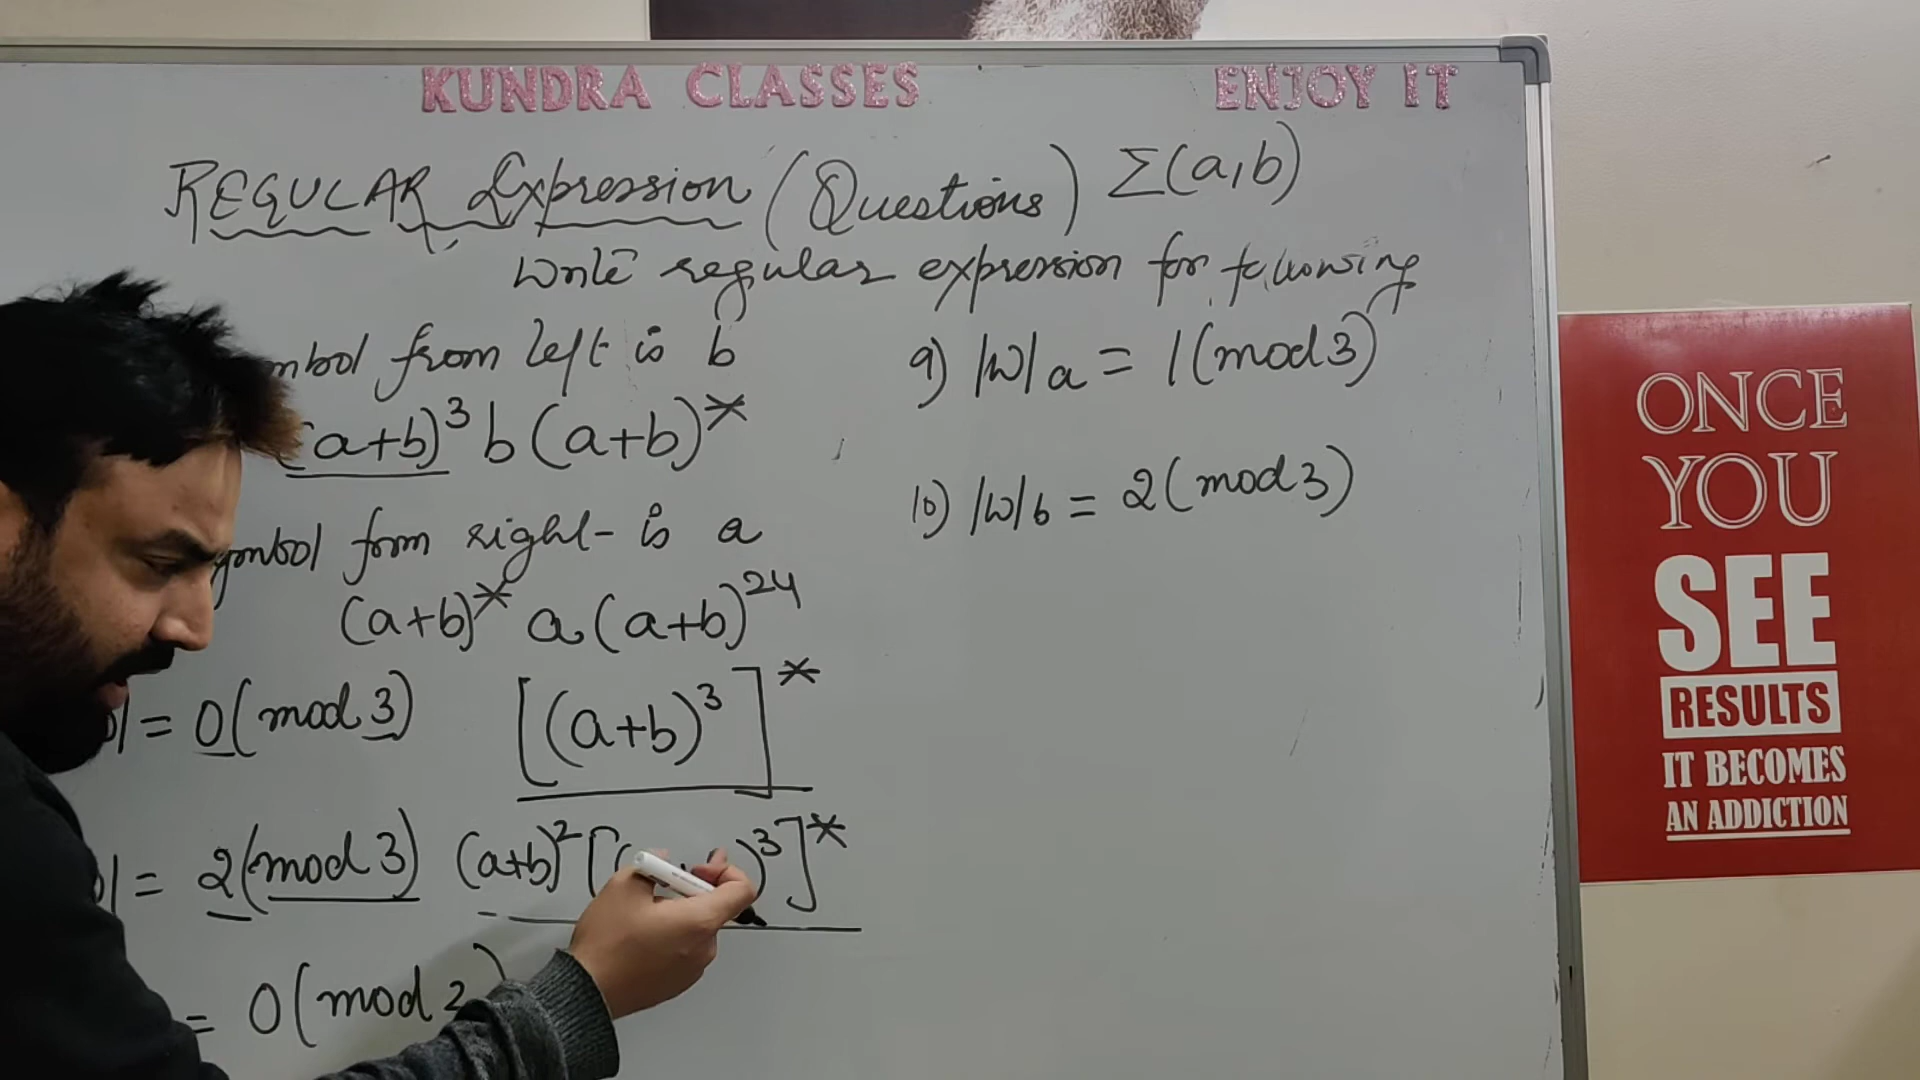 KUNDRA CLASSES ENJOY IT
REGULAR Expression (Questions) Σ(a,b)
Write regular expression for following
mbol from left is b
(a+b)³ b (a+b)*
ymbol from right is a
(a+b)* a (a+b)²⁴
| = 0 (mod 3) [(a+b)³]*
| = 2 (mod 3) (a+b)² [( )³]*
= 0 (mod 2)
9) |W|a = 1 (mod 3)
10) |W|b = 2 (mod 3)
ONCE
YOU
SEE
RESULTS
IT BECOMES
AN ADDICTION